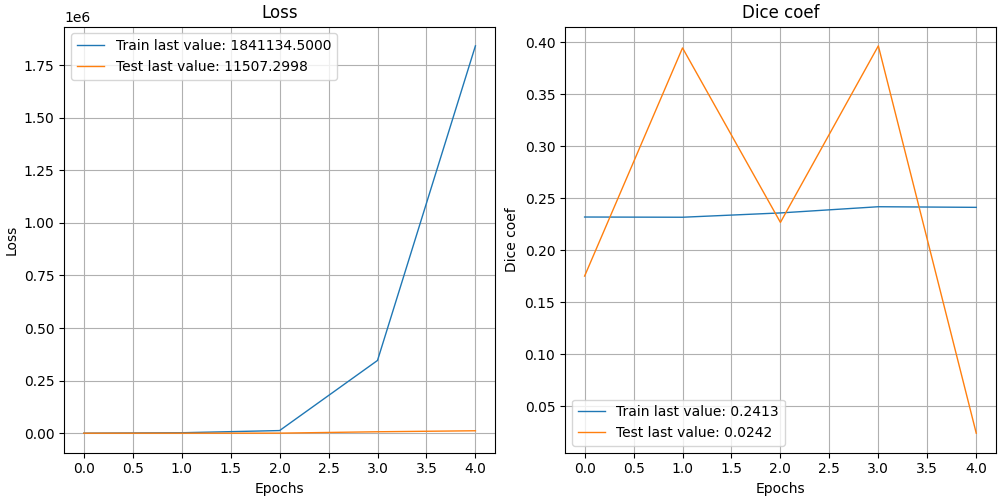 Loss
1e6
Train last value: 1841134.5000
Test last value: 11507.2998
1.75
1.50
1.25
1.00
0.75
0.50
0.25
0.00
Loss
0.0 0.5 1.0 1.5 2.0 2.5 3.0 3.5 4.0
Epochs
Dice coef
0.40
0.35
0.30
0.25
0.20
0.15
0.10
0.05
Dice coef
Train last value: 0.2413
Test last value: 0.0242
0.0 0.5 1.0 1.5 2.0 2.5 3.0 3.5 4.0
Epochs